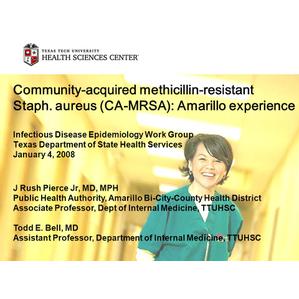 TEXAS TECH UNIVERSITY
HEALTH SCIENCES CENTER
Community-acquired methicillin-resistant
Staph. aureus (CA-MRSA): Amarillo experience
Infectious Disease Epidemiology Work Group
Texas Department of State Health Services
January 4, 2008
J Rush Pierce Jr, MD, MPH
Public Health Authority, Amarillo Bi-City-County Health District
Associate Professor, Dept of Internal Medicine, TTUHSC
Todd E. Bell, MD
Assistant Professor, Department of Internal Medicine, TTUHSC